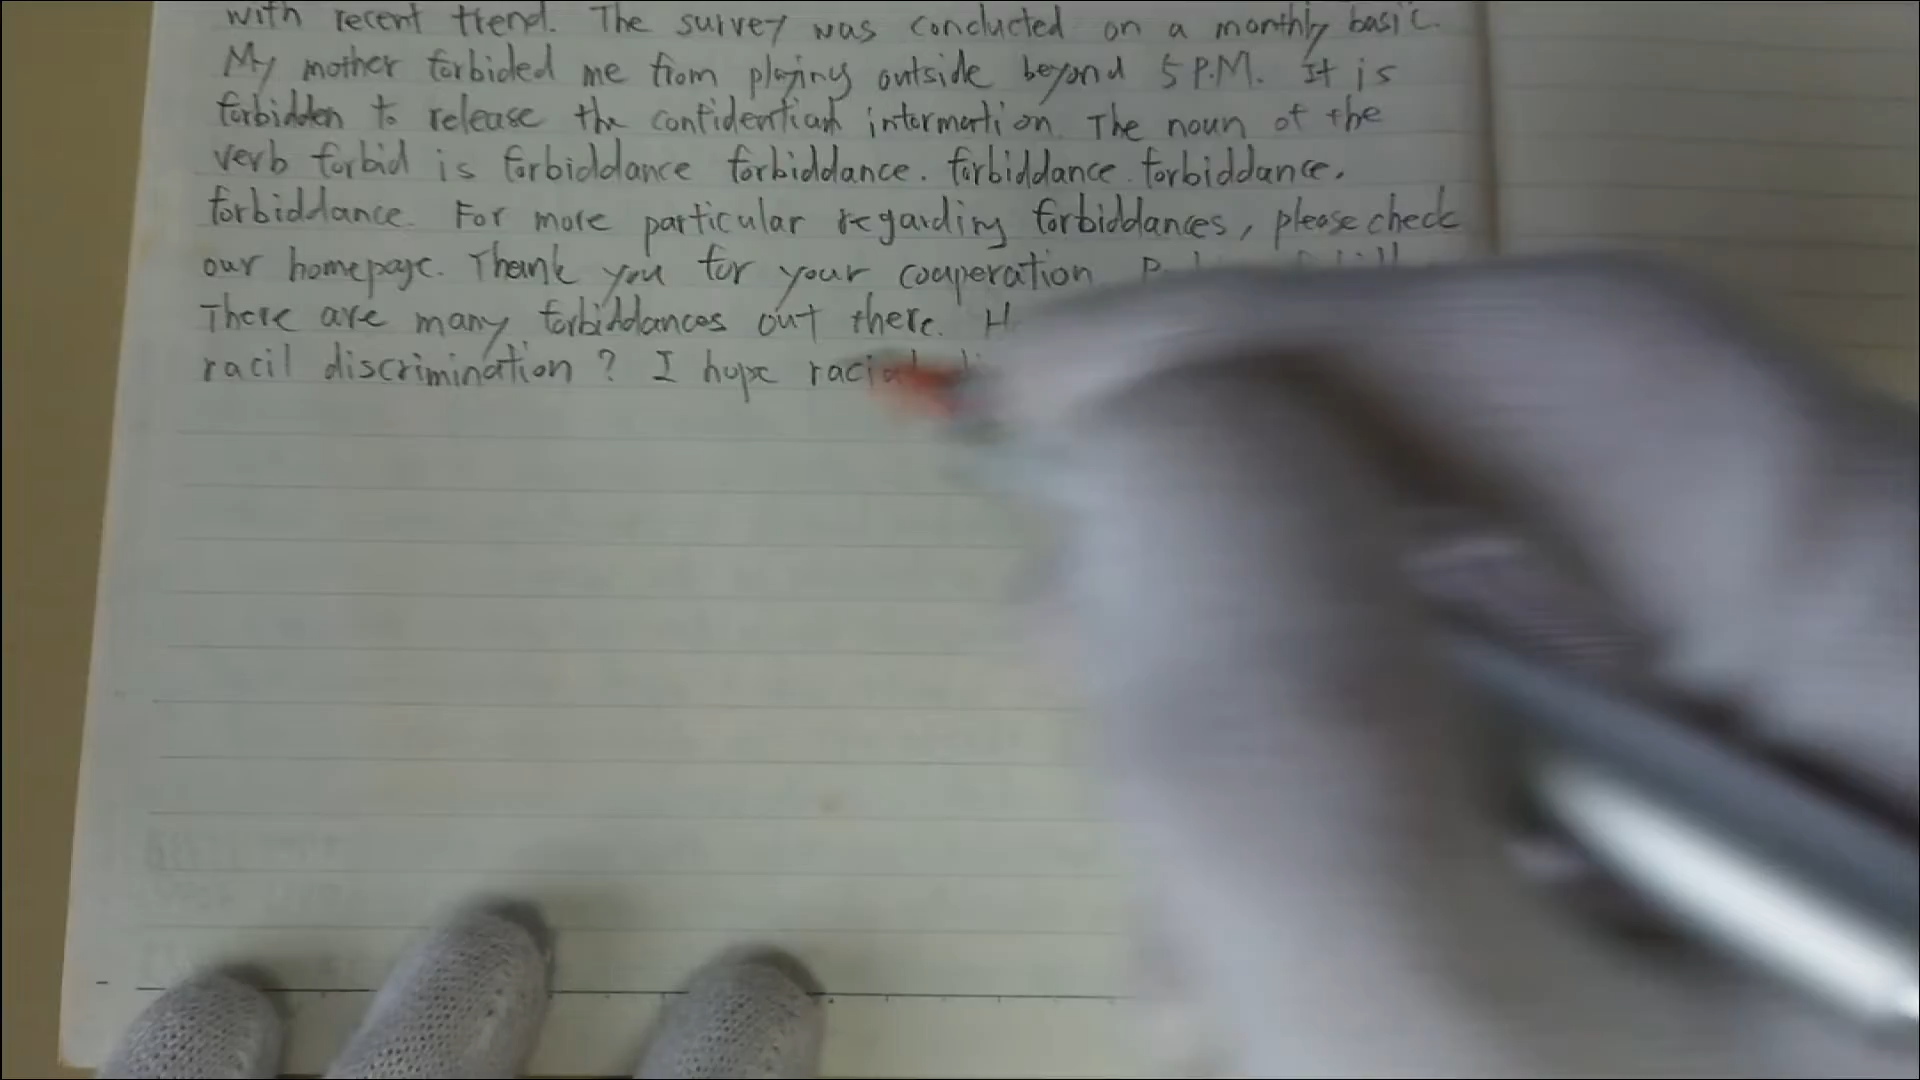 with recent trend. The survey was conducted on a monthly basic.
My mother forbided me from playing outside beyond 5 P.M. It is
forbidden to release the confidential information. The noun of the
verb forbid is forbiddance forbiddance. forbiddance. forbiddance.
forbiddance. For more particular regarding forbiddances, please check
our homepage. Thank you for your couperation
There are many forbiddances out there.
racil discrimination? I hope racial